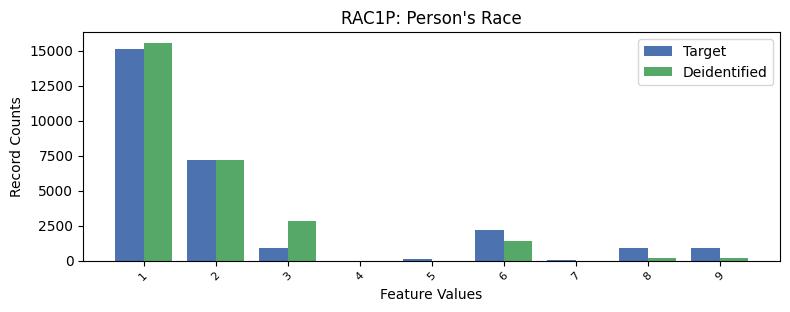 RAC1P: Person's Race
Target
Deidentified
Record Counts
15000
12500
10000
7500
5000
2500
0
1 2 3 4 5 6 7 8 9
Feature Values